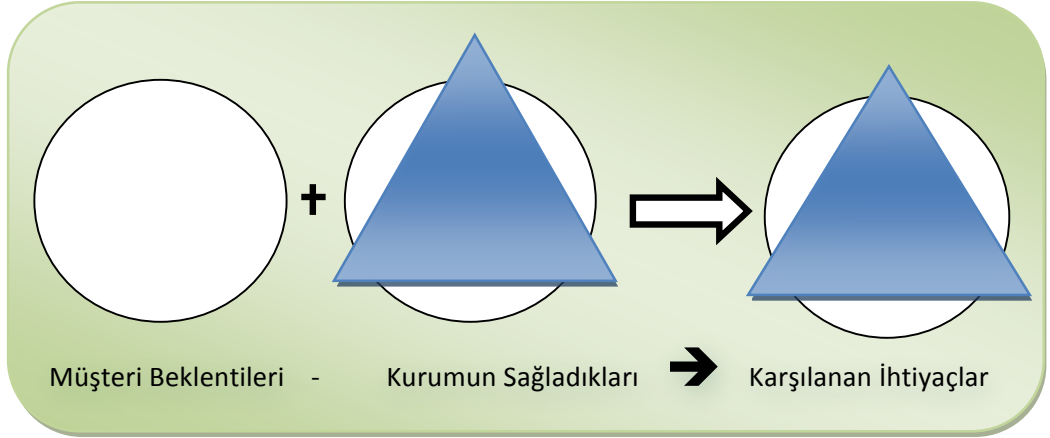 Müşteri Beklentileri - Kurumun Sağladıkları ➔ Karşılanan İhtiyaçlar